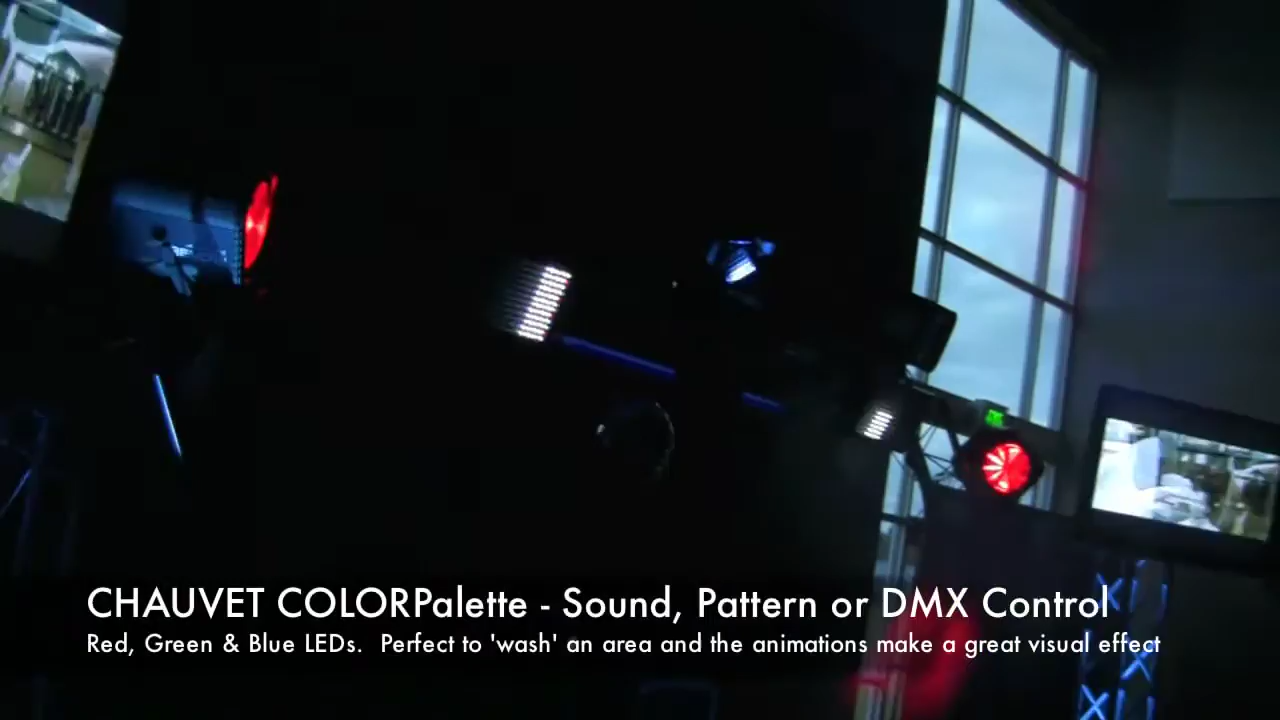 CHAUVET COLORPalette - Sound, Pattern or DMX Control
Red, Green & Blue LEDs.  Perfect to 'wash' an area and the animations make a great visual effect